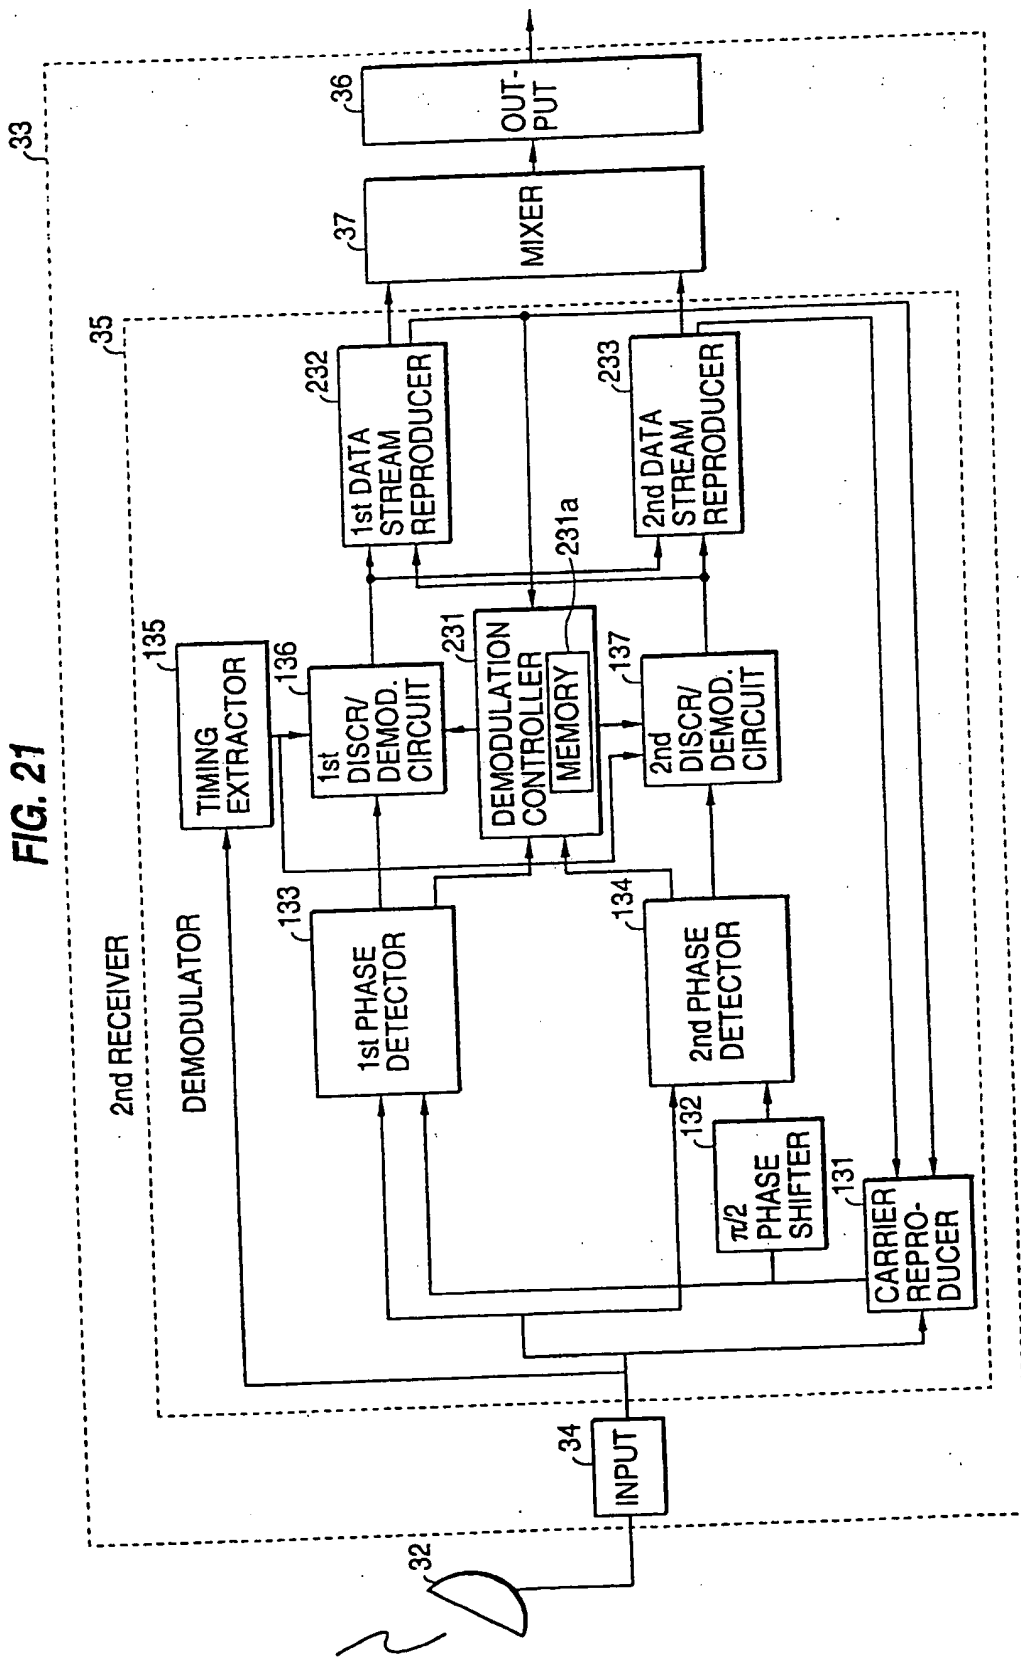 FIG. 21
33
2nd RECEIVER
35
DEMODULATOR
32
34
INPUT
135
TIMING
EXTRACTOR
133
1st PHASE
DETECTOR
136
1st
DISCR/
DEMOD.
CIRCUIT
232
1st DATA
STREAM
REPRODUCER
37
MIXER
36
OUT-
PUT
231
DEMODULATION
CONTROLLER
MEMORY
231a
134
2nd PHASE
DETECTOR
137
2nd
DISCR/
DEMOD.
CIRCUIT
233
2nd DATA
STREAM
REPRODUCER
132
π/2
PHASE
SHIFTER
131
CARRIER
REPRO-
DUCER